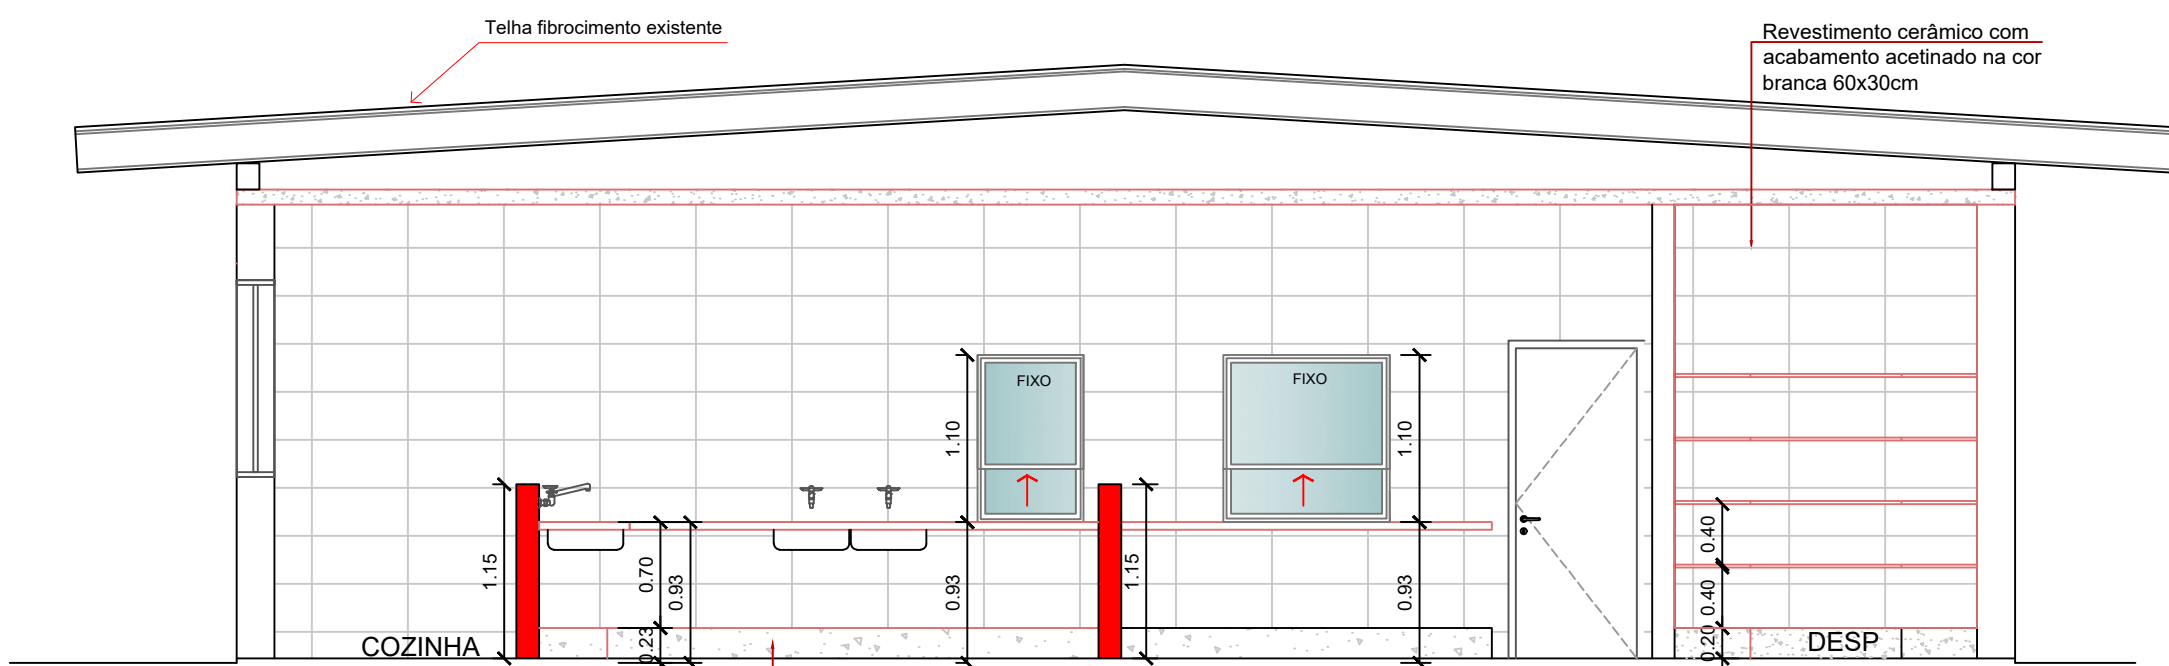 Telha fibrocimento existente
Revestimento cerâmico com
acabamento acetinado na cor
branca 60x30cm
FIXO
FIXO
1.10
1.10
1.15
0.70
0.93
0.23
0.93
1.15
0.93
0.40
0.40
0.20
COZINHA
DESP